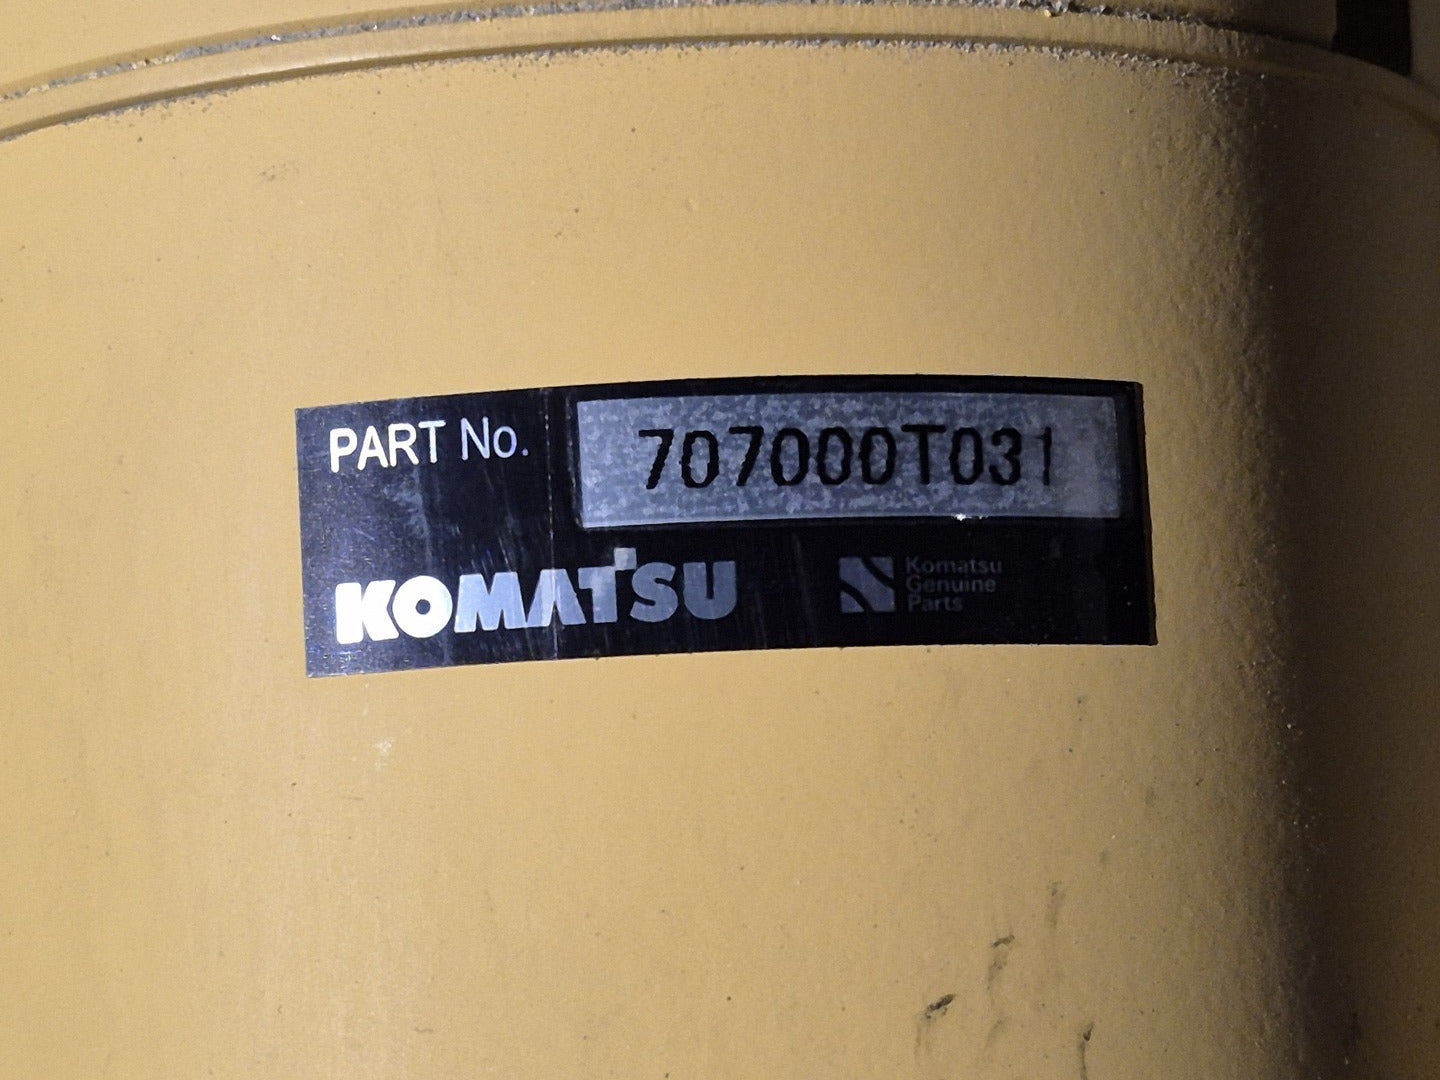 PART No. 707000T031
KOMATSU
Komatsu
Genuine
Parts